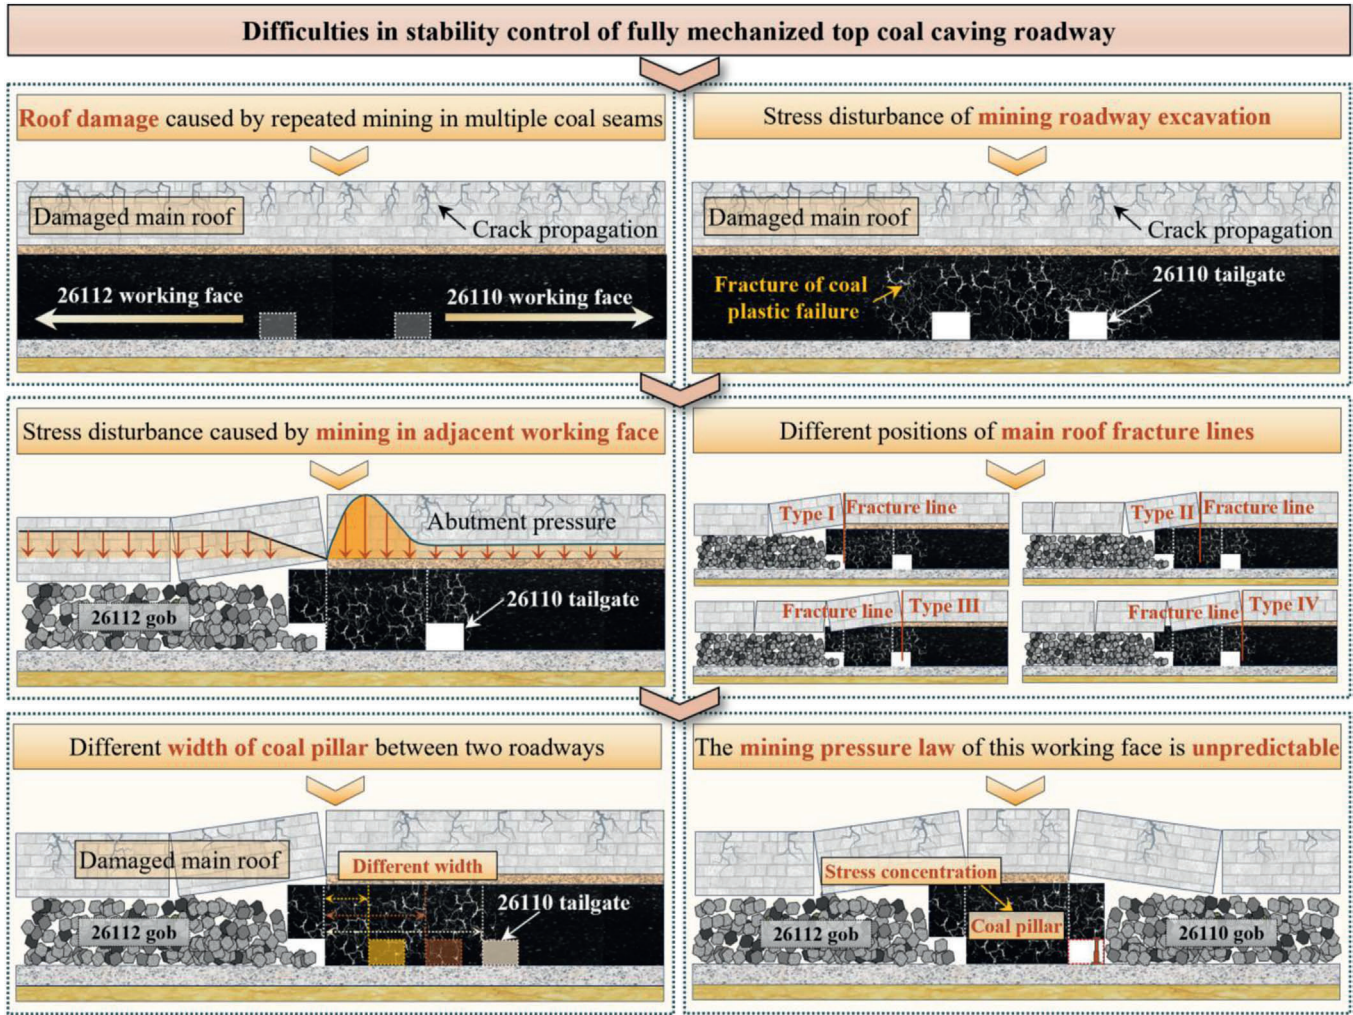 Difficulties in stability control of fully mechanized top coal caving roadway
Roof damage caused by repeated mining in multiple coal seams
Damaged main roof
Crack propagation
26112 working face
26110 working face
Stress disturbance of mining roadway excavation
Damaged main roof
Crack propagation
Fracture of coal
plastic failure
26110 tailgate
Stress disturbance caused by mining in adjacent working face
Abutment pressure
26110 tailgate
26112 gob
Different positions of main roof fracture lines
Type I
Fracture line
Type II
Fracture line
Fracture line
Type III
Fracture line
Type IV
Different width of coal pillar between two roadways
Damaged main roof
Different width
26110 tailgate
26112 gob
The mining pressure law of this working face is unpredictable
Stress concentration
Coal pillar
26112 gob
26110 gob